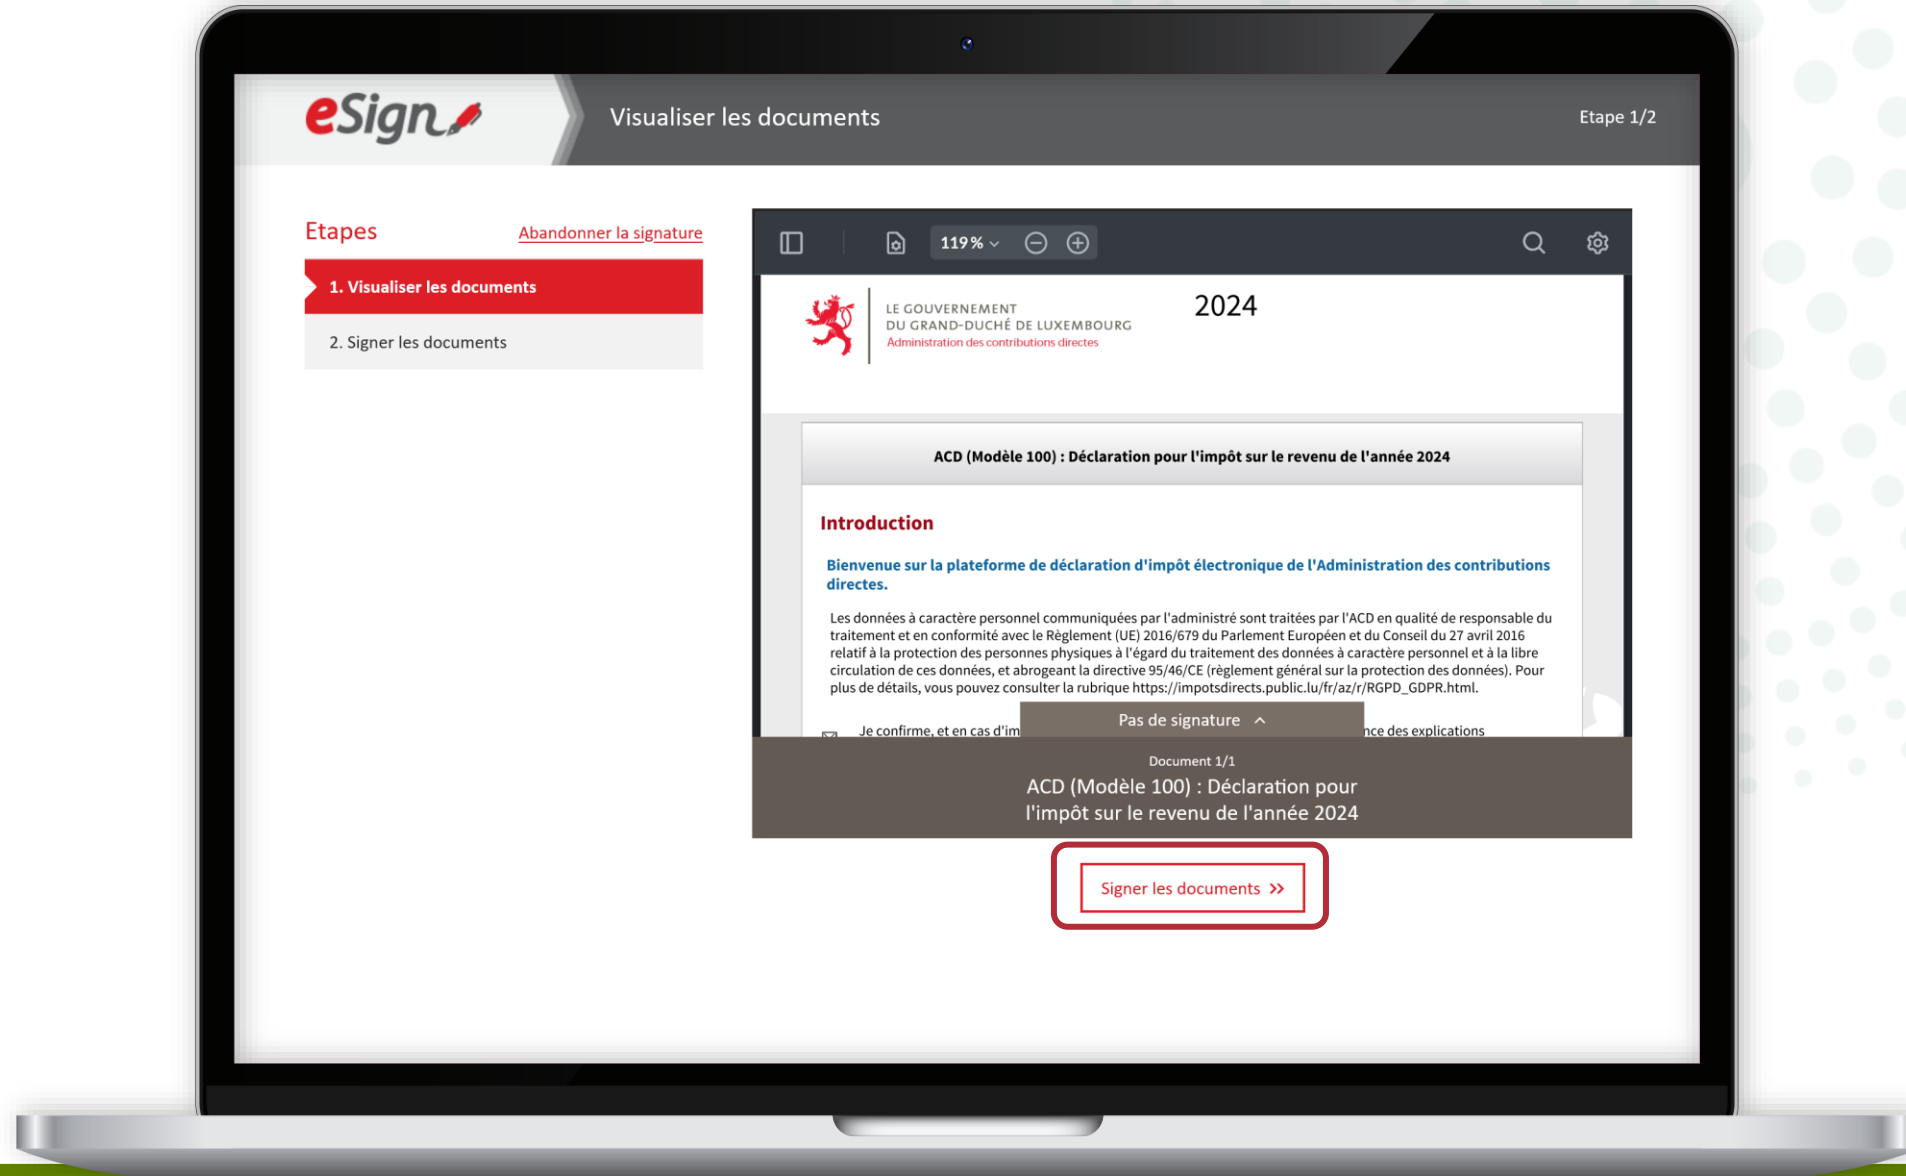 eSign
Visualiser les documents
Etape 1/2
Etapes
Abandonner la signature
1. Visualiser les documents
2. Signer les documents
119 %
LE GOUVERNEMENT
DU GRAND-DUCHÉ DE LUXEMBOURG
Administration des contributions directes
2024
ACD (Modèle 100) : Déclaration pour l'impôt sur le revenu de l'année 2024
Introduction
Bienvenue sur la plateforme de déclaration d'impôt électronique de l'Administration des contributions
directes.
Les données à caractère personnel communiquées par l'administré sont traitées par l'ACD en qualité de responsable du
traitement et en conformité avec le Règlement (UE) 2016/679 du Parlement Européen et du Conseil du 27 avril 2016
relatif à la protection des personnes physiques à l'égard du traitement des données à caractère personnel et à la libre
circulation de ces données, et abrogeant la directive 95/46/CE (règlement général sur la protection des données). Pour
plus de détails, vous pouvez consulter la rubrique https://impotsdirects.public.lu/fr/az/r/RGPD_GDPR.html.
Pas de signature
Je confirme, et en cas d'im
nce des explications
Document 1/1
ACD (Modèle 100) : Déclaration pour
l'impôt sur le revenu de l'année 2024
Signer les documents >>